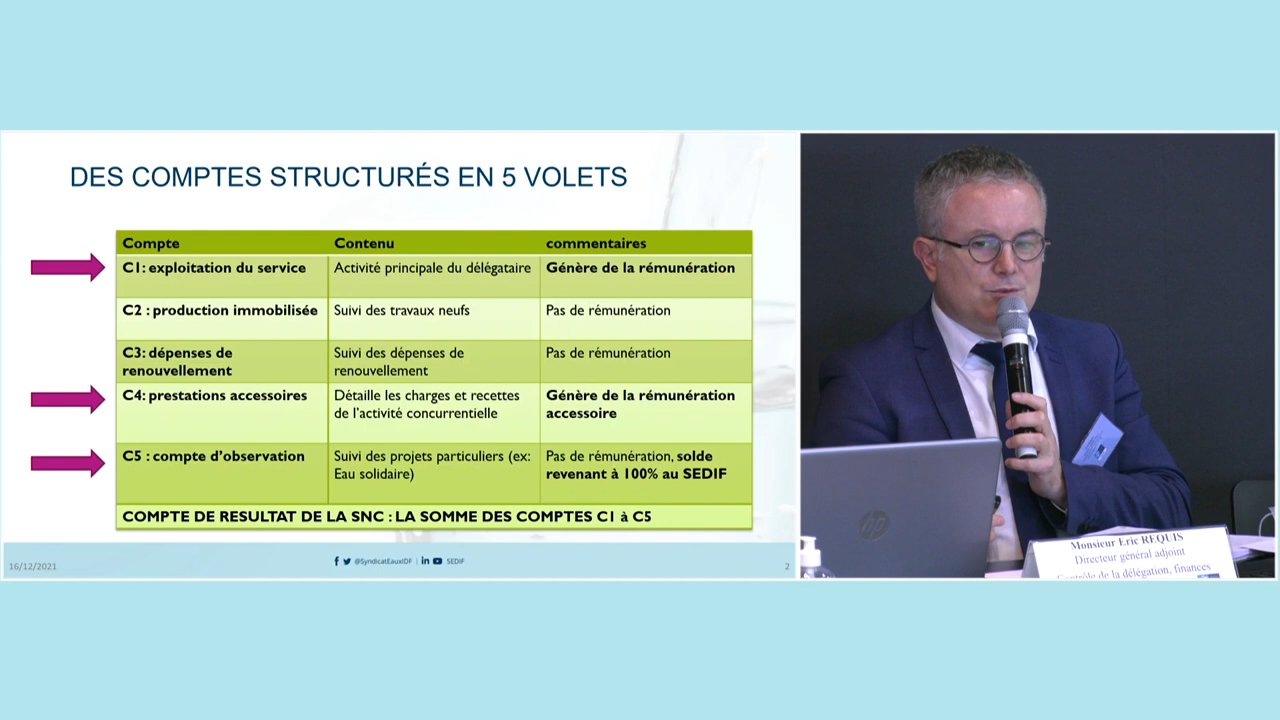 DES COMPTES STRUCTURÉS EN 5 VOLETS
Compte Contenu commentaires
C1: exploitation du service Activité principale du délégataire Génère de la rémunération
C2 : production immobilisée Suivi des travaux neufs Pas de rémunération
C3: dépenses de
renouvellement
Suivi des dépenses de
renouvellement
Pas de rémunération
C4: prestations accessoires
Détaille les charges et recettes
de l'activité concurrentielle
Génère de la rémunération
accessoire
C5 : compte d'observation
Suivi des projets particuliers (ex:
Eau solidaire)
Pas de rémunération, solde
revenant à 100% au SEDIF
COMPTE DE RESULTAT DE LA SNC : LA SOMME DES COMPTES C1 à C5
16/12/2021
@SyndicatEauxIDF | SEDIF
2
hp
Monsieur Eric REQUIS
Directeur général adjoint
Contrôle de la délégation, finances